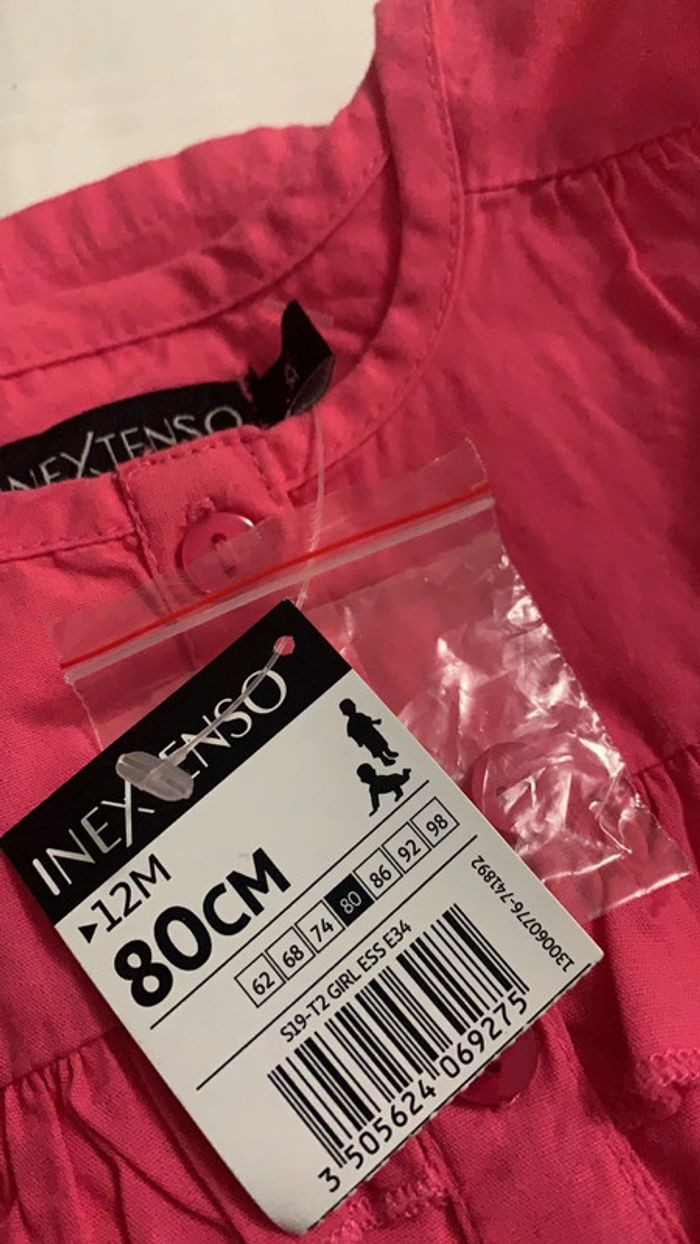 INEXTENSO
INEXTENSO
▸12M
80CM
62 68 74 80 86 92 98
S19-T2 GIRL ESS E34
130060776-741892
3 505624 069275